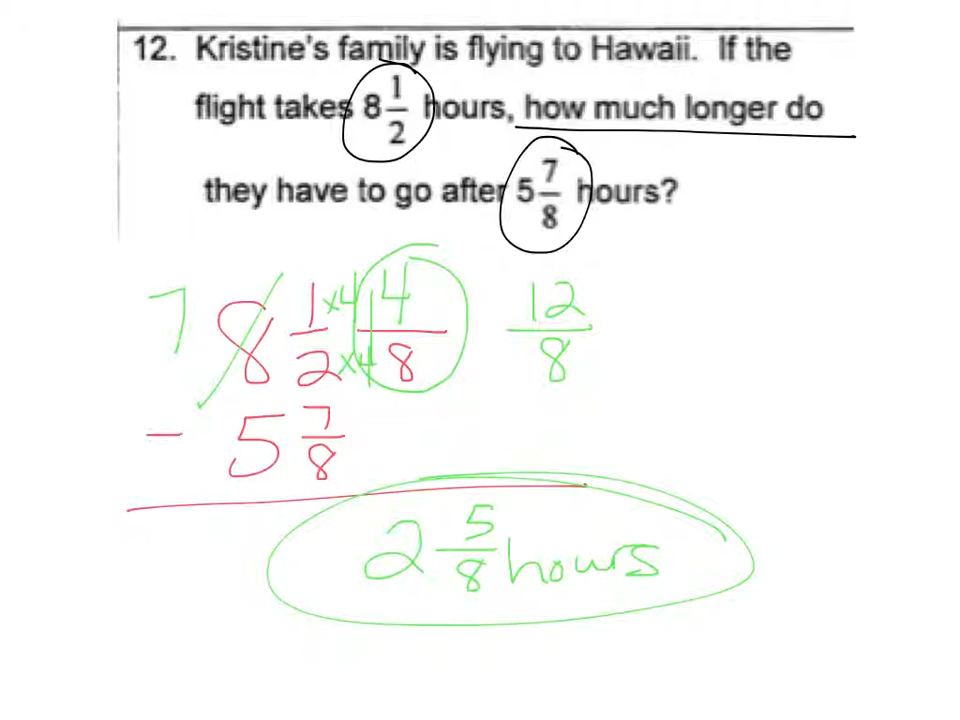 12. Kristine's family is flying to Hawaii. If the
flight takes 8 1/2 hours, how much longer do
they have to go after 5 7/8 hours?
7 8 1/2 ×4 ×4 4/8 12/8
- 5 7/8
2 5/8 hours